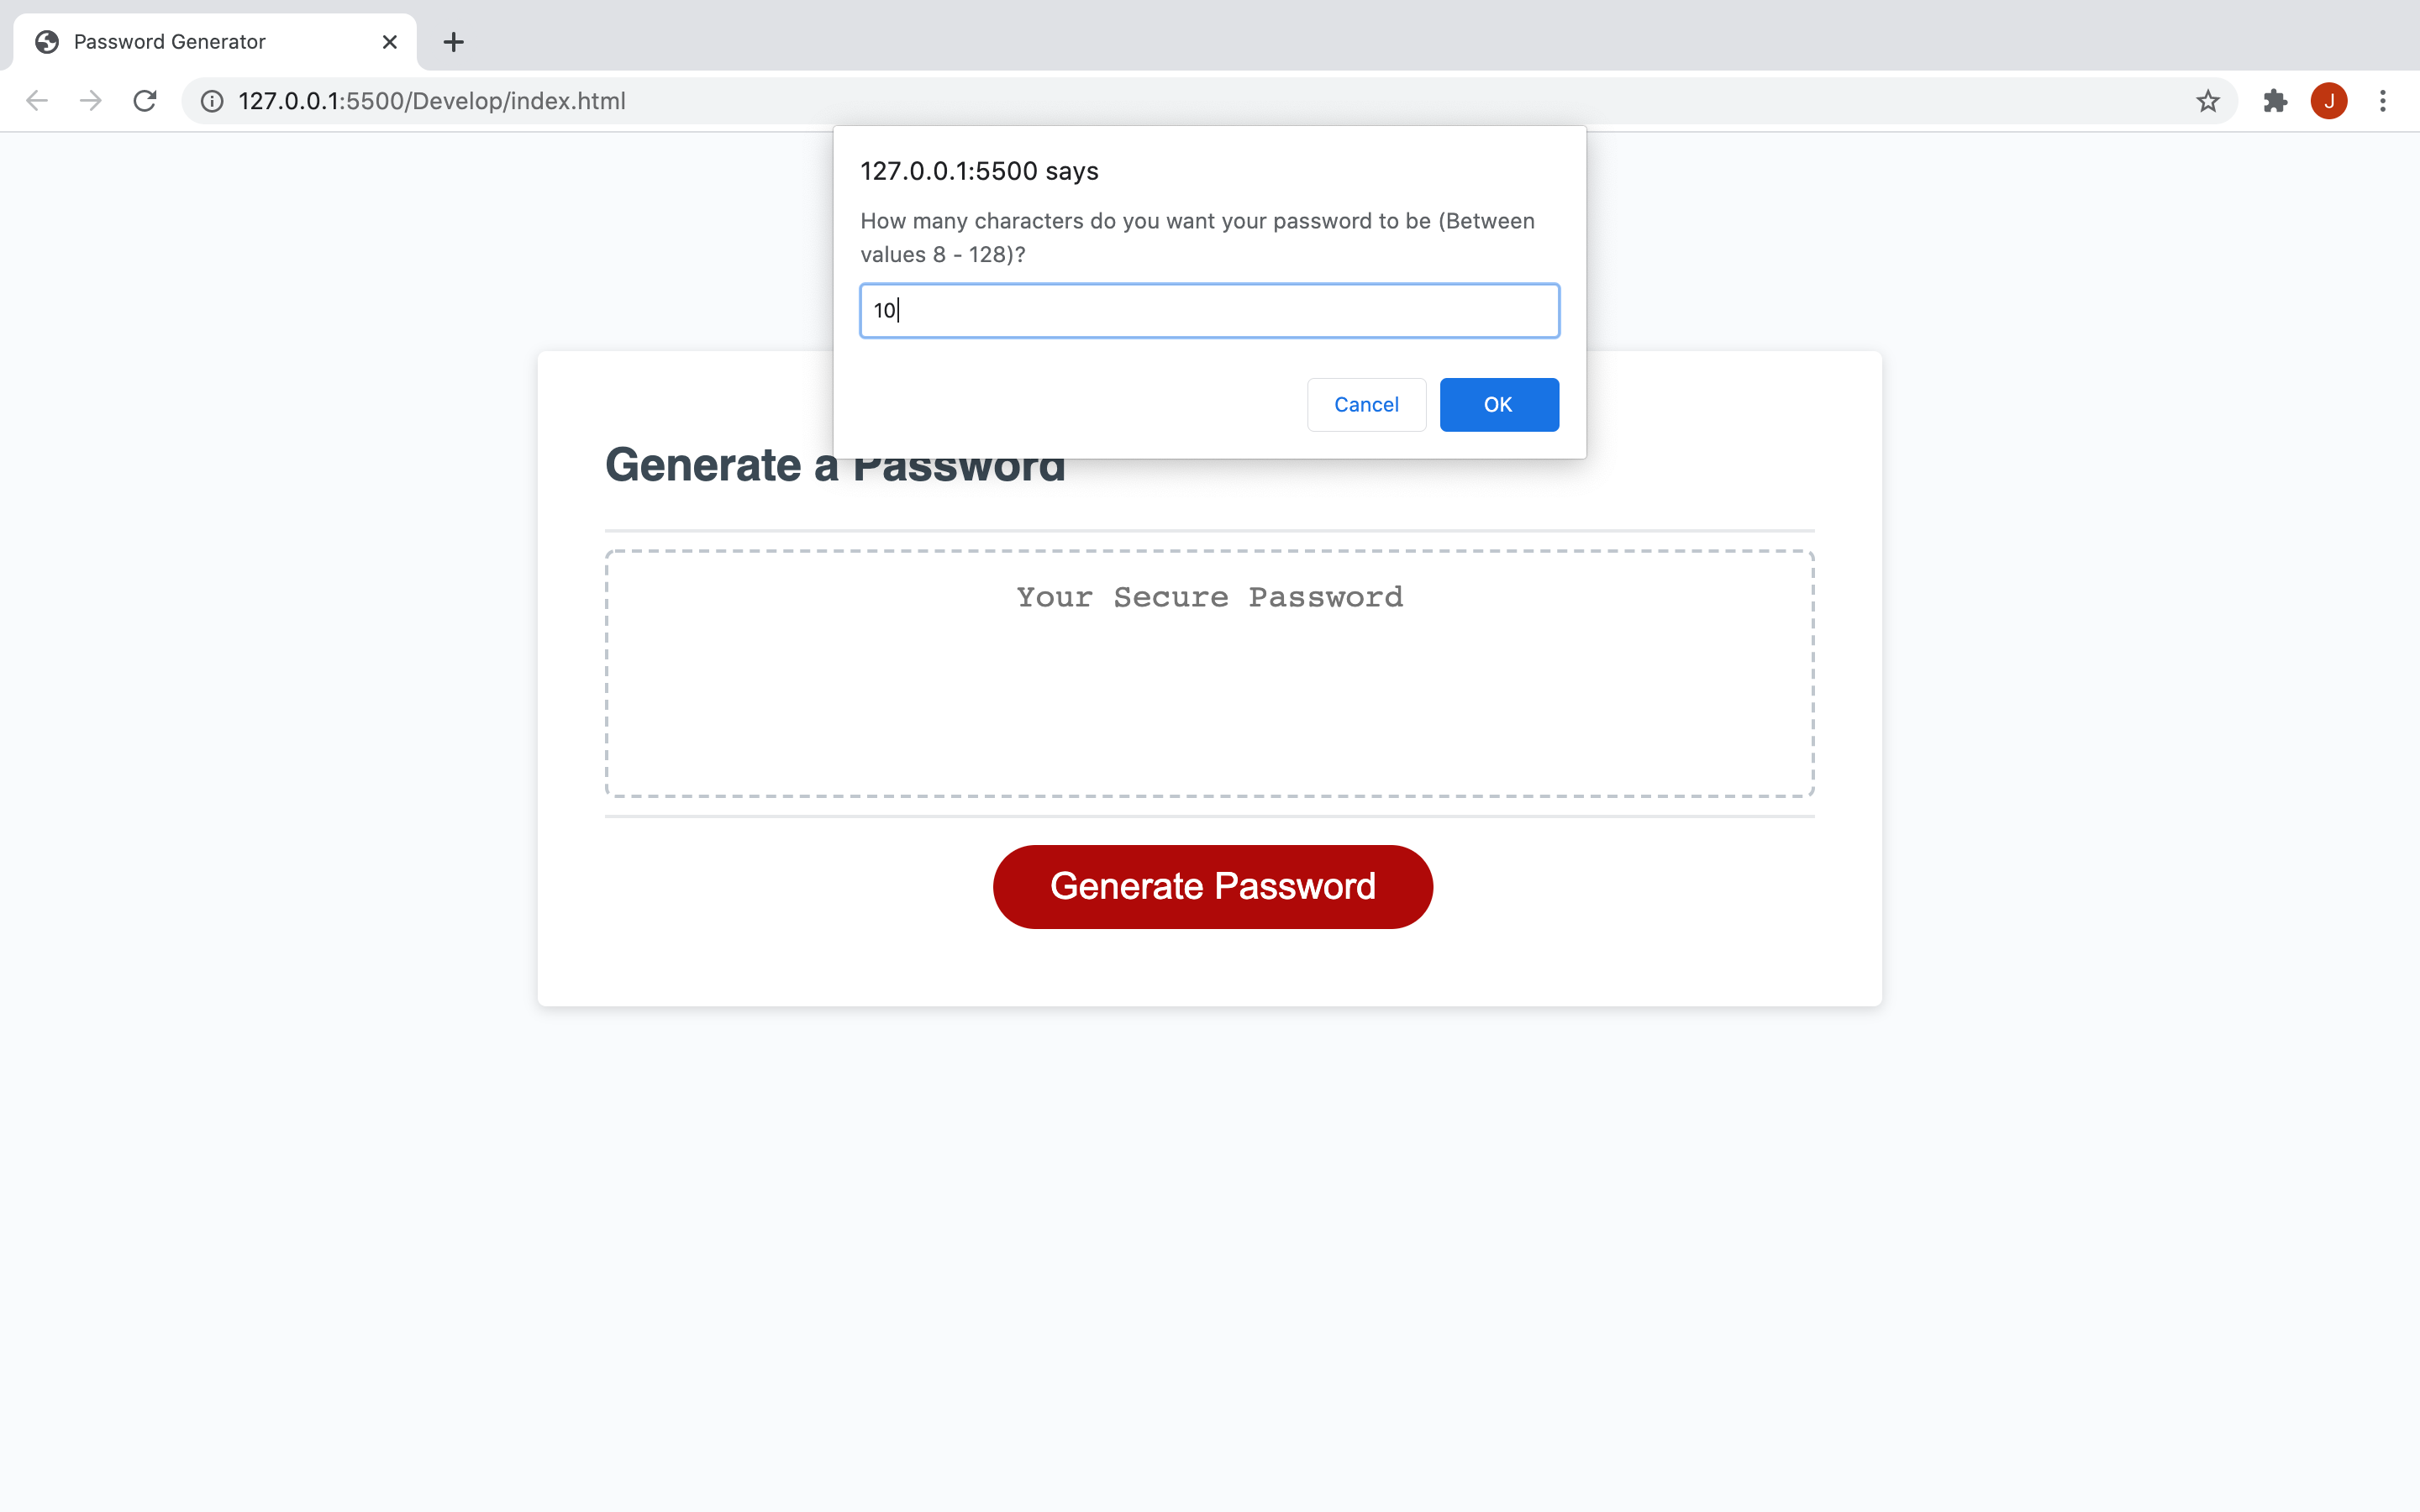 Password Generator
127.0.0.1:5500/Develop/index.html
J
127.0.0.1:5500 says
How many characters do you want your password to be (Between
values 8 - 128)?
10
Cancel
OK
Generate a Password
Your Secure Password
Generate Password